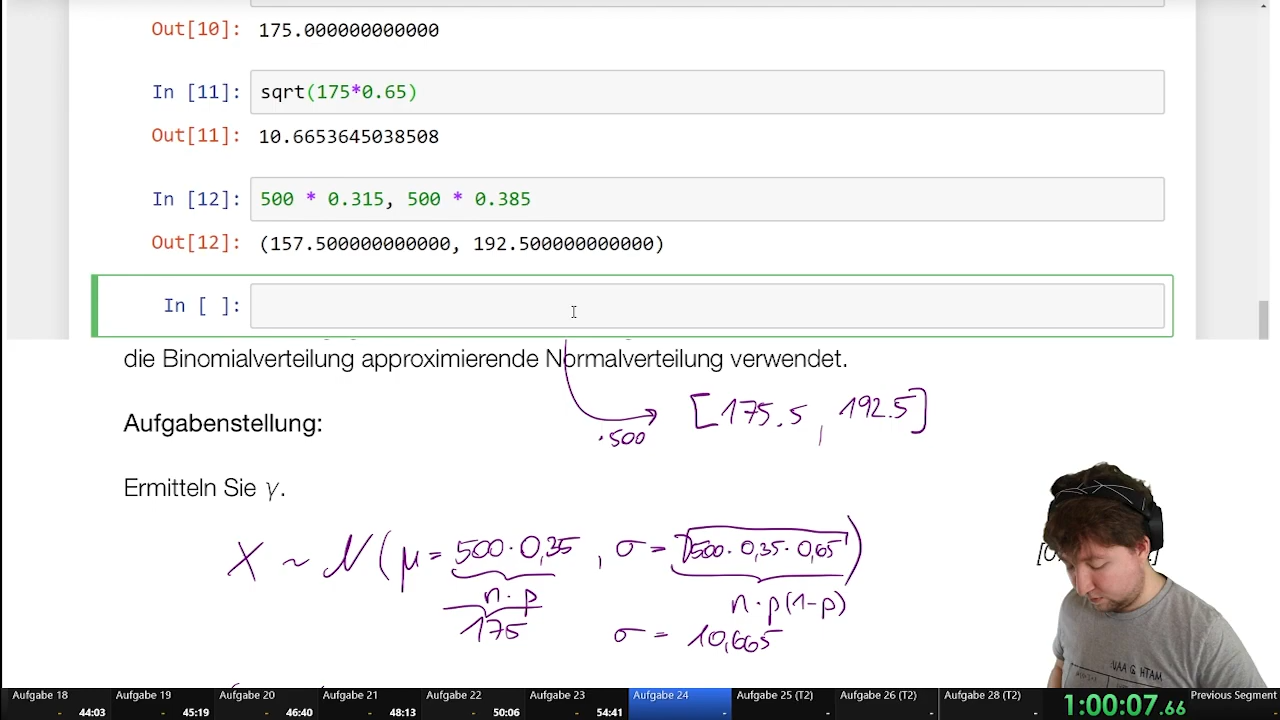 Out[10]: 175.000000000000
In [11]: sqrt(175*0.65)
Out[11]: 10.6653645038508
In [12]: 500 * 0.315, 500 * 0.385
Out[12]: (157.500000000000, 192.500000000000)
In [ ]:
die Binomialverteilung approximierende Normalverteilung verwendet.
·500 [175.5, 192.5]
Aufgabenstellung:
Ermitteln Sie γ.
X ~ N(μ = 500·0,35, σ = √500·0,35·0,65)
n·p n·p(1-p)
175 σ = 10,665
NAA G HTAM
Aufgabe 18 Aufgabe 19 Aufgabe 20 Aufgabe 21 Aufgabe 22 Aufgabe 23 Aufgabe 24 Aufgabe 25 (T2) Aufgabe 26 (T2) Aufgabe 28 (T2) 1:00:07.66 Previous Segment
- 44:03 - 45:19 - 46:40 - 48:13 - 50:06 - 54:41 - - - - -